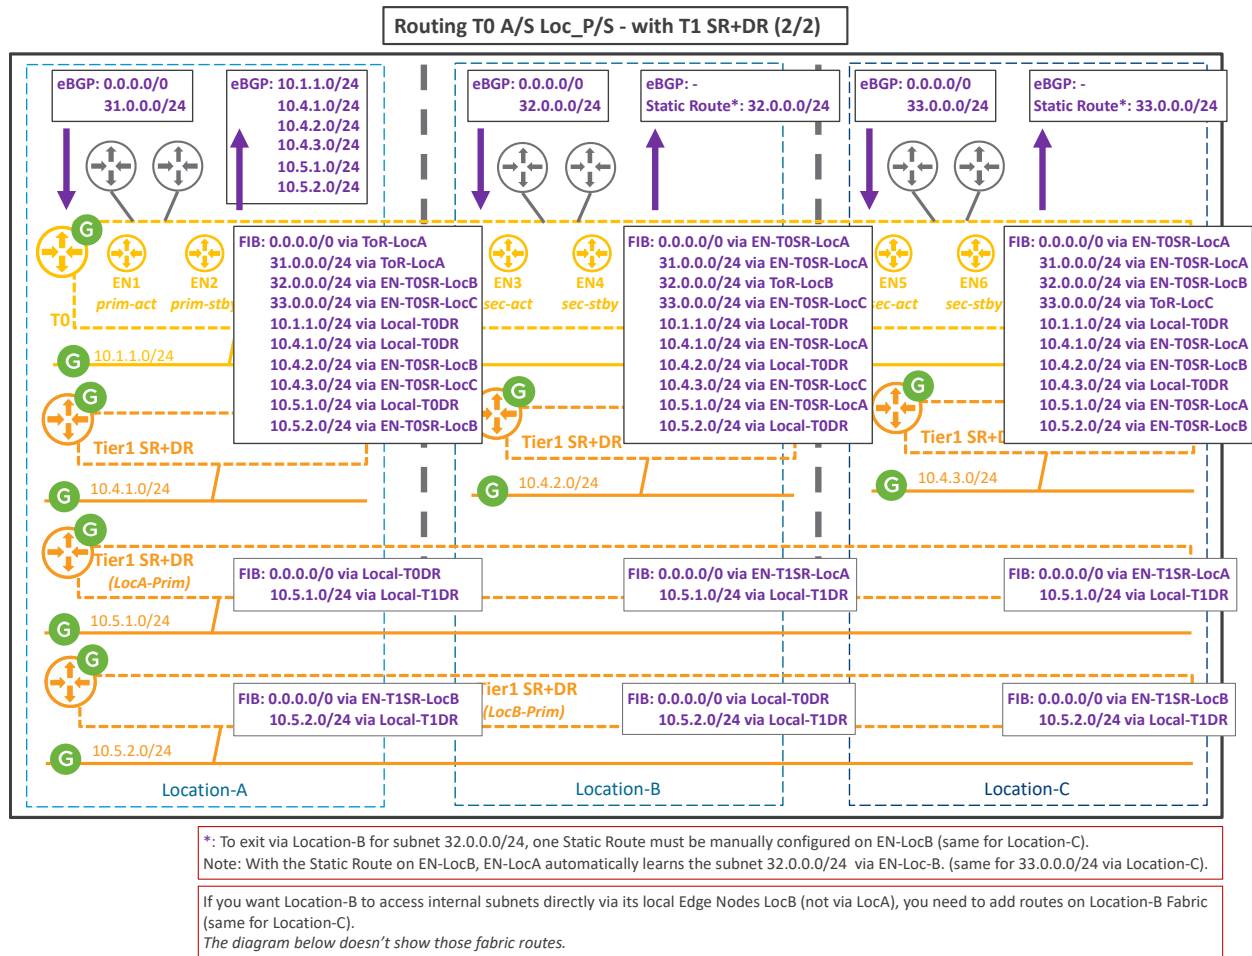 Routing T0 A/S Loc_P/S - with T1 SR+DR (2/2)
eBGP: 0.0.0.0/0
31.0.0.0/24
eBGP: 10.1.1.0/24
10.4.1.0/24
10.4.2.0/24
10.4.3.0/24
10.5.1.0/24
10.5.2.0/24
eBGP: 0.0.0.0/0
32.0.0.0/24
eBGP: -
Static Route*: 32.0.0.0/24
eBGP: 0.0.0.0/0
33.0.0.0/24
eBGP: -
Static Route*: 33.0.0.0/24
G
T0
EN1
prim-act
EN2
prim-stby
FIB: 0.0.0.0/0 via ToR-LocA
31.0.0.0/24 via ToR-LocA
32.0.0.0/24 via EN-T0SR-LocB
33.0.0.0/24 via EN-T0SR-LocC
10.1.1.0/24 via Local-T0DR
10.4.1.0/24 via Local-T0DR
10.4.2.0/24 via EN-T0SR-LocB
10.4.3.0/24 via EN-T0SR-LocC
10.5.1.0/24 via Local-T0DR
10.5.2.0/24 via EN-T0SR-LocB
EN3
sec-act
EN4
sec-stby
FIB: 0.0.0.0/0 via EN-T0SR-LocA
31.0.0.0/24 via EN-T0SR-LocA
32.0.0.0/24 via ToR-LocB
33.0.0.0/24 via EN-T0SR-LocC
10.1.1.0/24 via Local-T0DR
10.4.1.0/24 via EN-T0SR-LocA
10.4.2.0/24 via Local-T0DR
10.4.3.0/24 via EN-T0SR-LocC
10.5.1.0/24 via EN-T0SR-LocA
10.5.2.0/24 via Local-T0DR
EN5
sec-act
EN6
sec-stby
FIB: 0.0.0.0/0 via EN-T0SR-LocA
31.0.0.0/24 via EN-T0SR-LocA
32.0.0.0/24 via EN-T0SR-LocB
33.0.0.0/24 via ToR-LocC
10.1.1.0/24 via Local-T0DR
10.4.1.0/24 via EN-T0SR-LocA
10.4.2.0/24 via EN-T0SR-LocB
10.4.3.0/24 via Local-T0DR
10.5.1.0/24 via EN-T0SR-LocA
10.5.2.0/24 via EN-T0SR-LocB
G
10.1.1.0/24
G
Tier1 SR+DR
G
10.4.1.0/24
G
Tier1 SR+DR
G
10.4.2.0/24
G
Tier1 SR+D
G
10.4.3.0/24
G
Tier1 SR+DR
(LocA-Prim)
FIB: 0.0.0.0/0 via Local-T0DR
10.5.1.0/24 via Local-T1DR
FIB: 0.0.0.0/0 via EN-T1SR-LocA
10.5.1.0/24 via Local-T1DR
FIB: 0.0.0.0/0 via EN-T1SR-LocA
10.5.1.0/24 via Local-T1DR
G
10.5.1.0/24
G
FIB: 0.0.0.0/0 via EN-T1SR-LocB
10.5.2.0/24 via Local-T1DR
Tier1 SR+DR
(LocB-Prim)
FIB: 0.0.0.0/0 via Local-T0DR
10.5.2.0/24 via Local-T1DR
FIB: 0.0.0.0/0 via EN-T1SR-LocB
10.5.2.0/24 via Local-T1DR
G
10.5.2.0/24
Location-A
Location-B
Location-C
*: To exit via Location-B for subnet 32.0.0.0/24, one Static Route must be manually configured on EN-LocB (same for Location-C).
Note: With the Static Route on EN-LocB, EN-LocA automatically learns the subnet 32.0.0.0/24 via EN-Loc-B. (same for 33.0.0.0/24 via Location-C).
If you want Location-B to access internal subnets directly via its local Edge Nodes LocB (not via LocA), you need to add routes on Location-B Fabric
(same for Location-C).
The diagram below doesn't show those fabric routes.